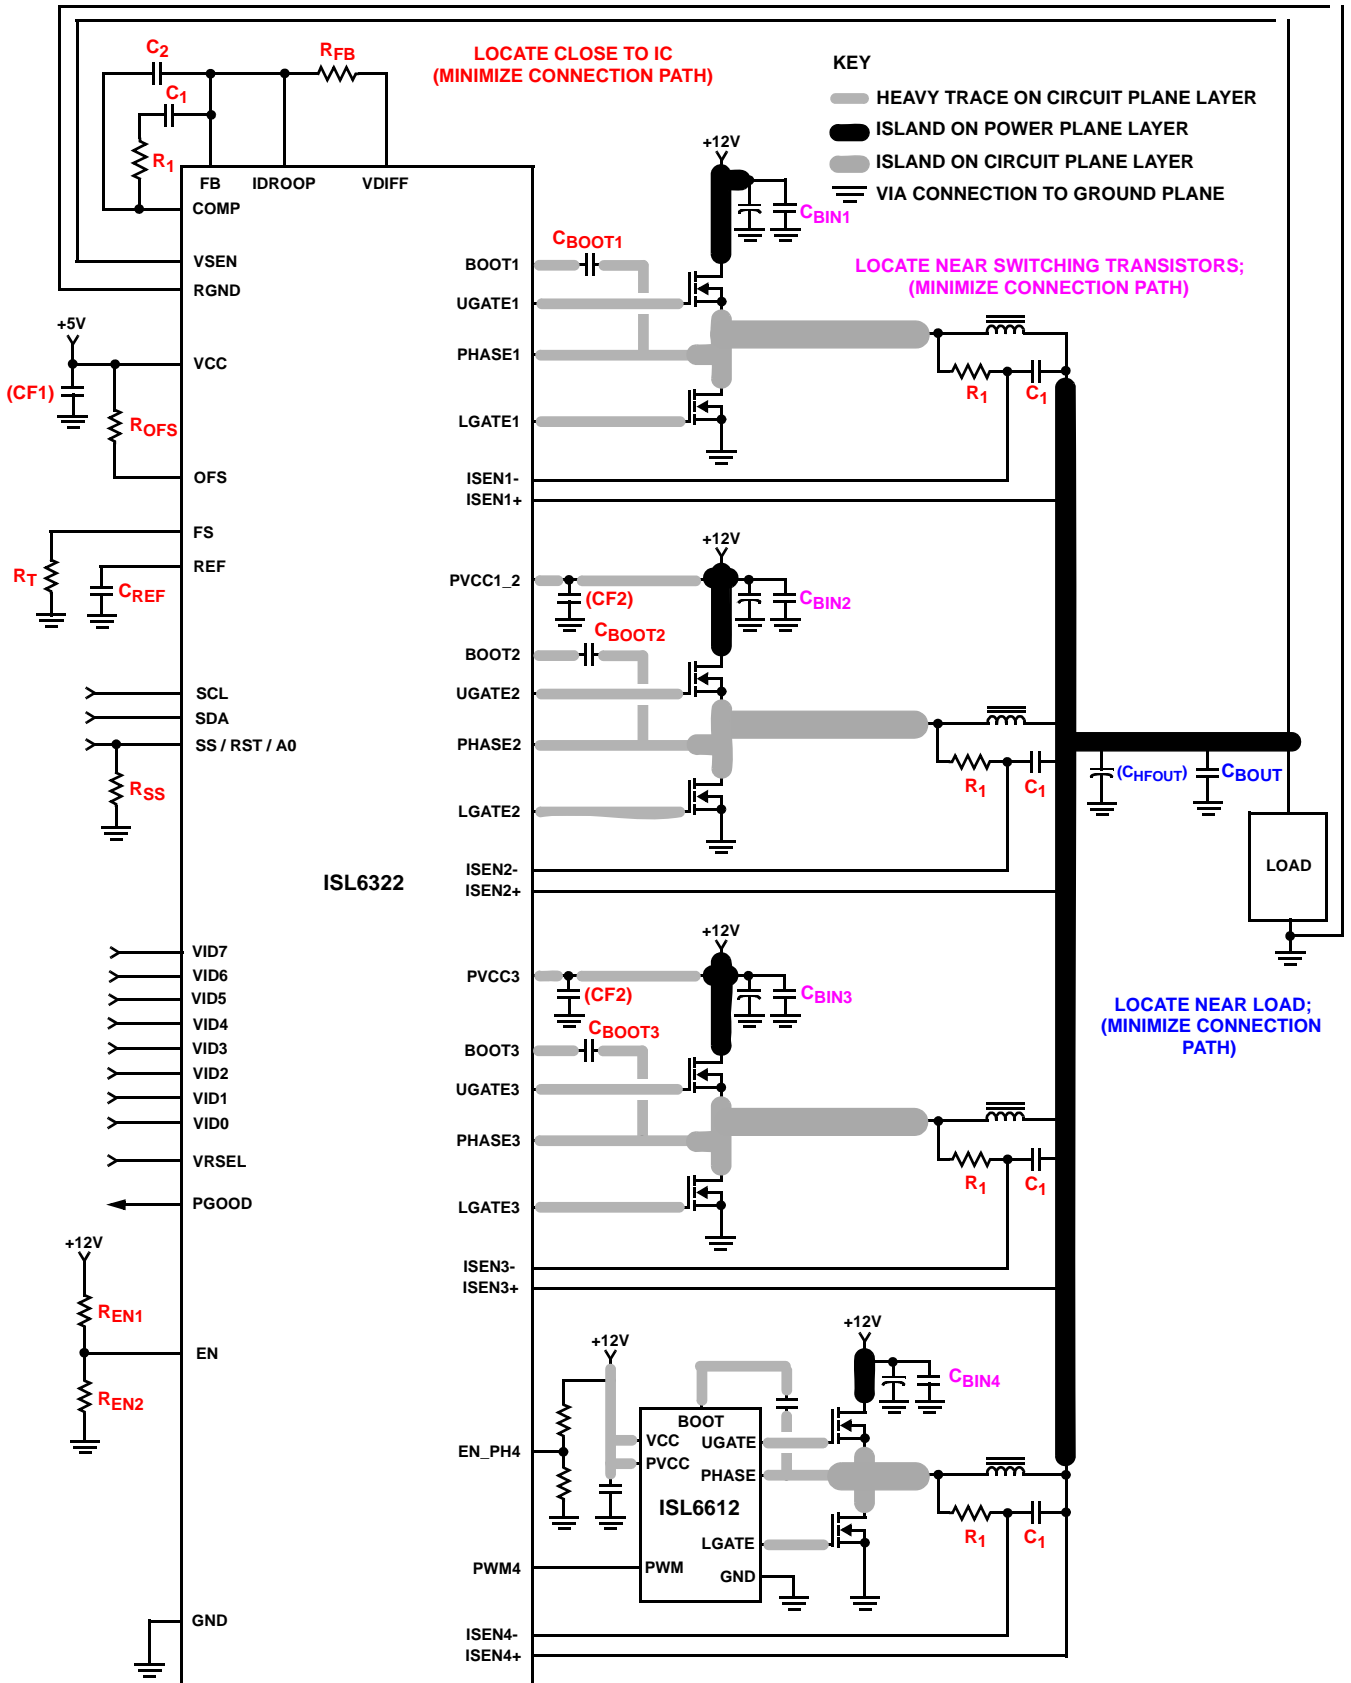 C2
RFB
C1
R1
LOCATE CLOSE TO IC
(MINIMIZE CONNECTION PATH)
KEY
HEAVY TRACE ON CIRCUIT PLANE LAYER
ISLAND ON POWER PLANE LAYER
ISLAND ON CIRCUIT PLANE LAYER
VIA CONNECTION TO GROUND PLANE
FB
IDROOP
VDIFF
COMP
VSEN
RGND
+5V
VCC
(CF1)
ROFS
OFS
FS
RT
REF
CREF
SCL
SDA
SS / RST / A0
RSS
ISL6322
VID7
VID6
VID5
VID4
VID3
VID2
VID1
VID0
VRSEL
PGOOD
+12V
REN1
EN
REN2
GND
+12V
CBIN1
CBOOT1
BOOT1
UGATE1
PHASE1
LGATE1
ISEN1-
ISEN1+
R1
C1
LOCATE NEAR SWITCHING TRANSISTORS;
(MINIMIZE CONNECTION PATH)
+12V
PVCC1_2
(CF2)
CBIN2
CBOOT2
BOOT2
UGATE2
PHASE2
LGATE2
ISEN2-
ISEN2+
R1
C1
(CHFOUT)
CBOUT
LOAD
+12V
PVCC3
(CF2)
CBIN3
CBOOT3
BOOT3
UGATE3
PHASE3
LGATE3
ISEN3-
ISEN3+
R1
C1
LOCATE NEAR LOAD;
(MINIMIZE CONNECTION
PATH)
+12V
+12V
CBIN4
EN_PH4
BOOT
VCC
UGATE
PVCC
PHASE
ISL6612
LGATE
PWM
GND
PWM4
R1
C1
ISEN4-
ISEN4+